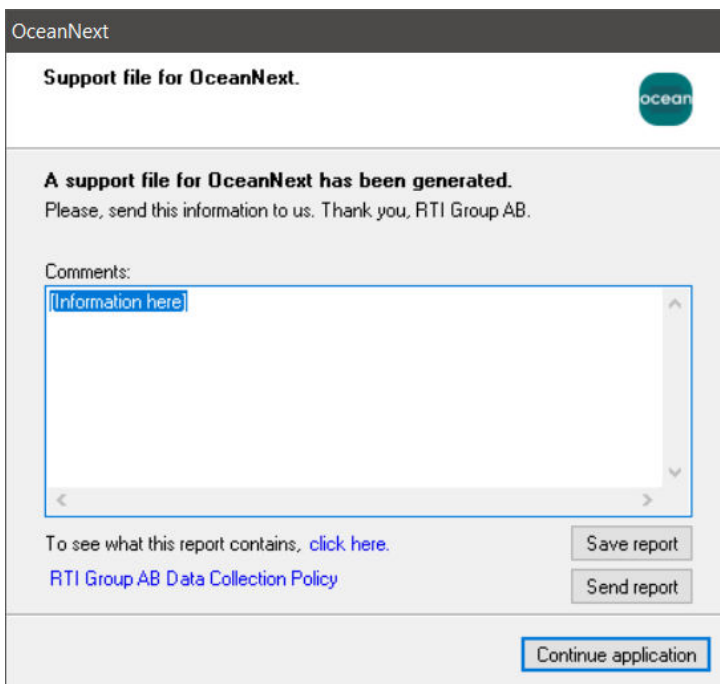 OceanNext
Support file for OceanNext.
ocean
A support file for OceanNext has been generated.
Please, send this information to us. Thank you, RTI Group AB.
Comments:
[Information here]
To see what this report contains, click here.
Save report
RTI Group AB Data Collection Policy
Send report
Continue application